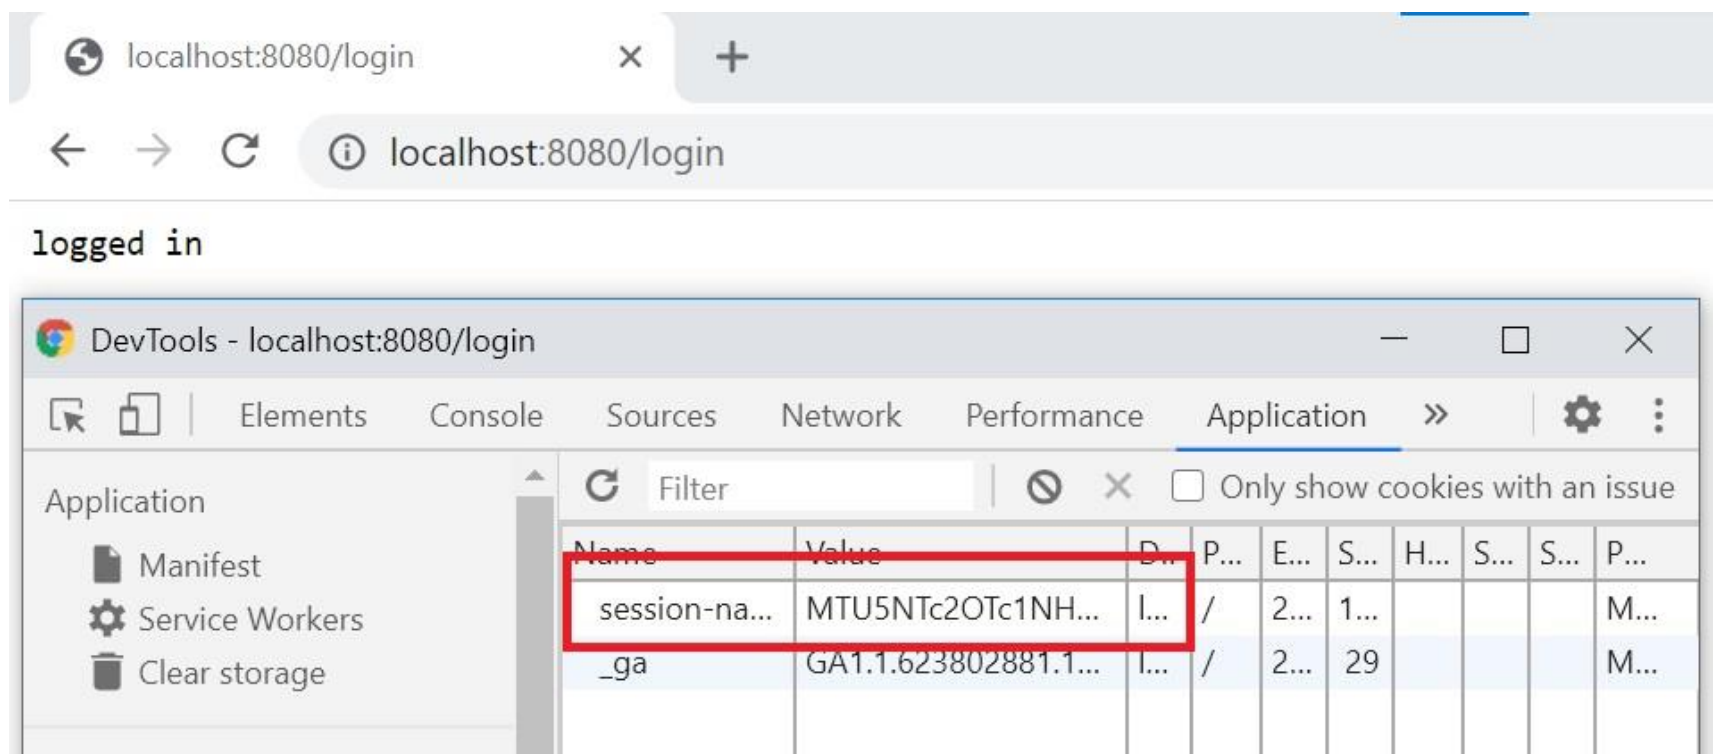 localhost:8080/login
localhost:8080/login
logged in
DevTools - localhost:8080/login
Elements Console Sources Network Performance Application
Application
Manifest
Service Workers
Clear storage
Filter Only show cookies with an issue
Name Value D... P... E... S... H... S... S... P...
session-na... MTU5NTc2OTc1NH... l... / 2... 1... M...
_ga GA1.1.623802881.1... l... / 2... 29 M...